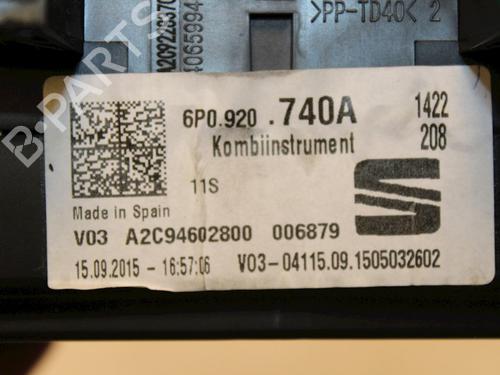 >PP-TD40< 2
B-PARTS
6P0.920 .740A 1422
Kombiinstrument 208
11S
Made in Spain
V03 A2C94602800 006879
15.09.2015 - 16:57:06 V03-04115.09.1505032602